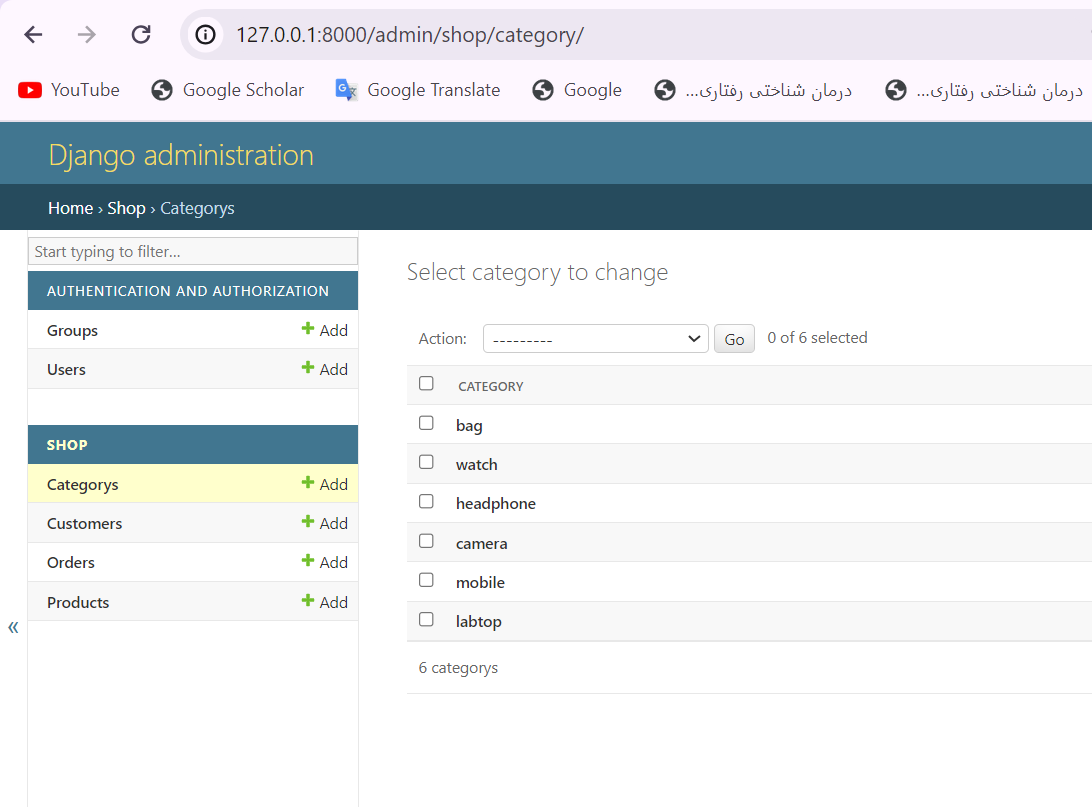 127.0.0.1:8000/admin/shop/category/
YouTube Google Scholar Google Translate Google درمان شناختی رفتاری... درمان شناختی رفتاری...
Django administration
Home › Shop › Categorys
Start typing to filter...
AUTHENTICATION AND AUTHORIZATION
Groups + Add
Users + Add
SHOP
Categorys + Add
Customers + Add
Orders + Add
Products + Add
«
Select category to change
Action: --------- Go 0 of 6 selected
CATEGORY
bag
watch
headphone
camera
mobile
labtop
6 categorys